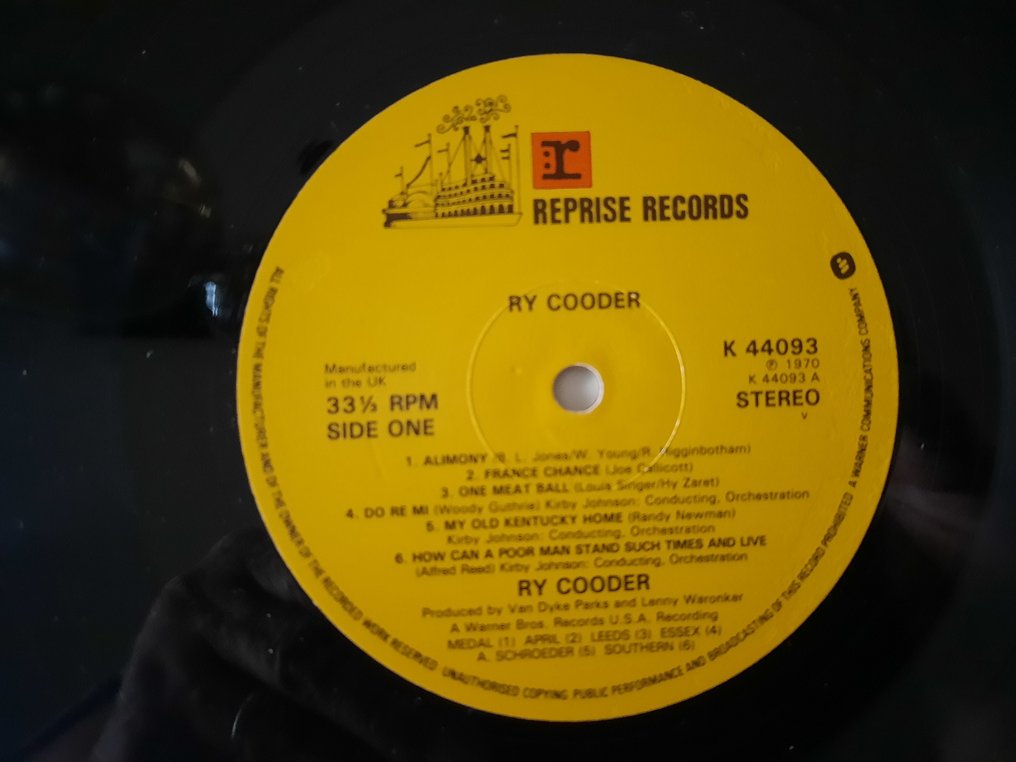 r
REPRISE RECORDS
RY COODER
Manufactured
in the UK
33⅓ RPM
SIDE ONE
K 44093
℗ 1970
K 44093 A
STEREO
v
1. ALIMONY (B. L. Jones/W. Young/R. Higginbotham)
2. FRANCE CHANCE (Joe Callicott)
3. ONE MEAT BALL (Louis Singer/Hy Zaret)
4. DO RE MI (Woody Guthrie) Kirby Johnson: Conducting, Orchestration
5. MY OLD KENTUCKY HOME (Randy Newman)
Kirby Johnson: Conducting, Orchestration
6. HOW CAN A POOR MAN STAND SUCH TIMES AND LIVE
(Alfred Reed) Kirby Johnson: Conducting, Orchestration
RY COODER
Produced by Van Dyke Parks and Lenny Waronker
A Warner Bros. Records U.S.A. Recording
MEDAL (1) APRIL (2) LEEDS (3) ESSEX (4)
A. SCHROEDER (5) SOUTHERN (6)
ALL RIGHTS OF THE MANUFACTURER AND OF THE OWNER OF THE RECORDED WORK RESERVED UNAUTHORISED COPYING PUBLIC PERFORMANCE AND BROADCASTING OF THIS RECORD PROHIBITED A WARNER COMMUNICATIONS COMPANY